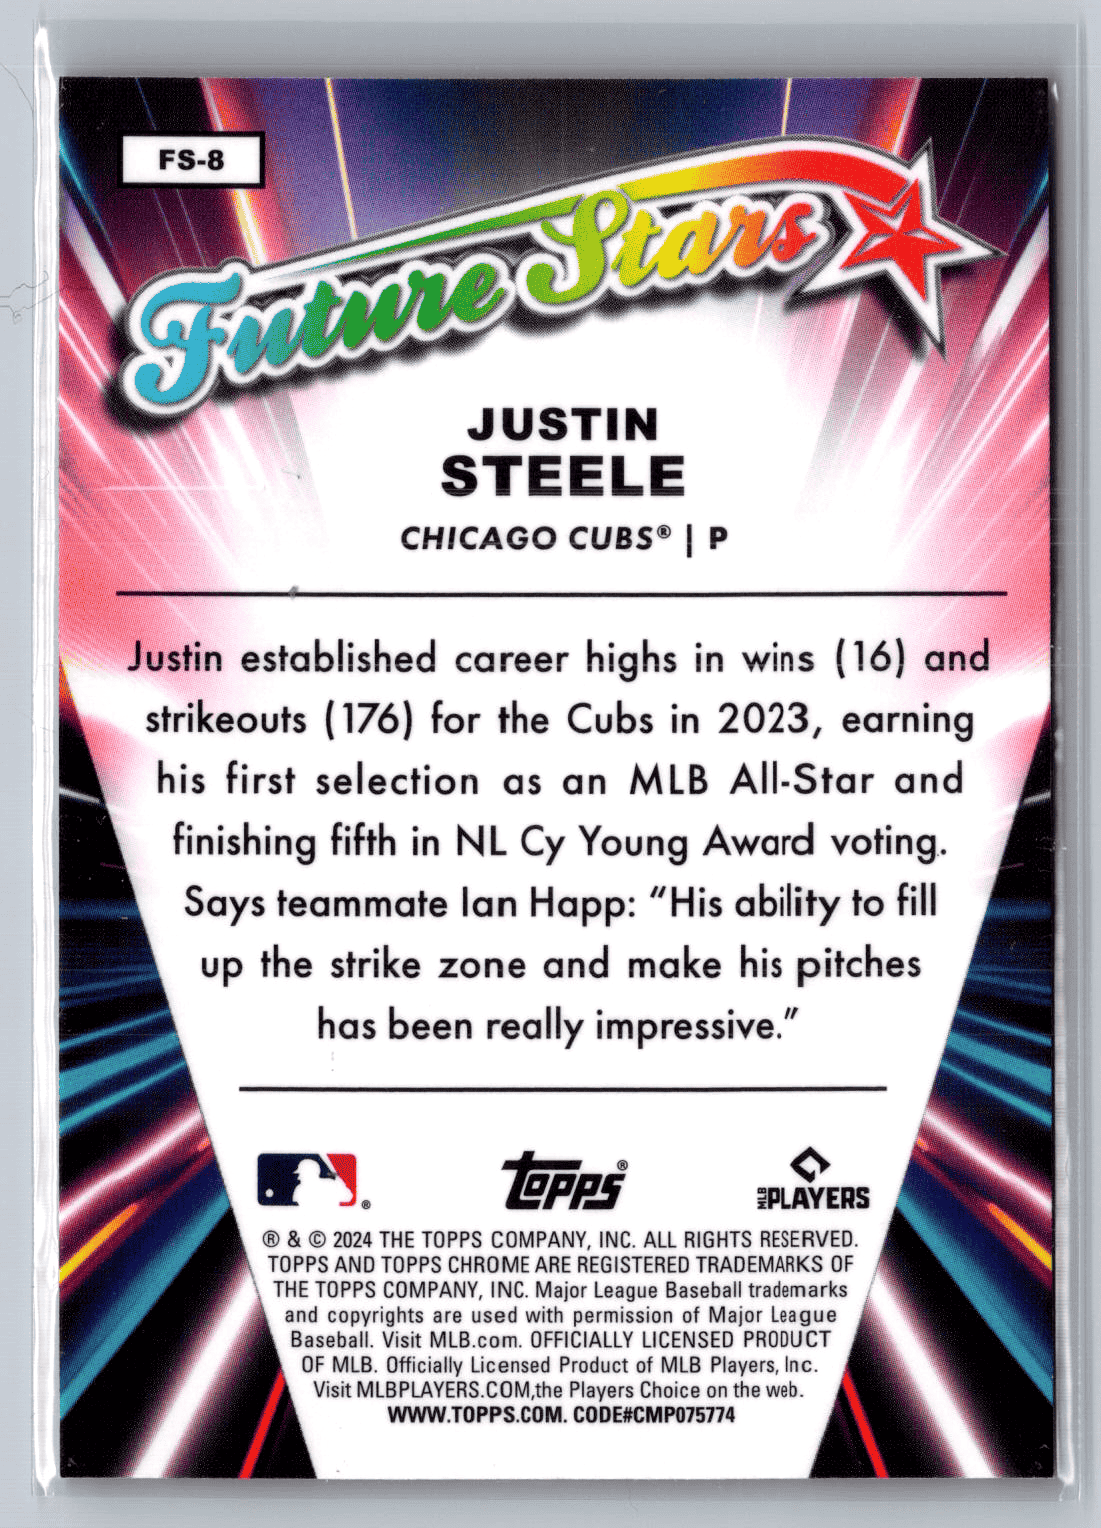 FS-8
Future Stars
JUSTIN
STEELE
CHICAGO CUBS® | P
Justin established career highs in wins (16) and
strikeouts (176) for the Cubs in 2023, earning
his first selection as an MLB All-Star and
finishing fifth in NL Cy Young Award voting.
Says teammate Ian Happ: “His ability to fill
up the strike zone and make his pitches
has been really impressive.”
®
topps®
MLB PLAYERS
® & © 2024 THE TOPPS COMPANY, INC. ALL RIGHTS RESERVED.
TOPPS AND TOPPS CHROME ARE REGISTERED TRADEMARKS OF
THE TOPPS COMPANY, INC. Major League Baseball trademarks
and copyrights are used with permission of Major League
Baseball. Visit MLB.com. OFFICIALLY LICENSED PRODUCT
OF MLB. Officially Licensed Product of MLB Players, Inc.
Visit MLBPLAYERS.COM,the Players Choice on the web.
WWW.TOPPS.COM. CODE#CMP075774